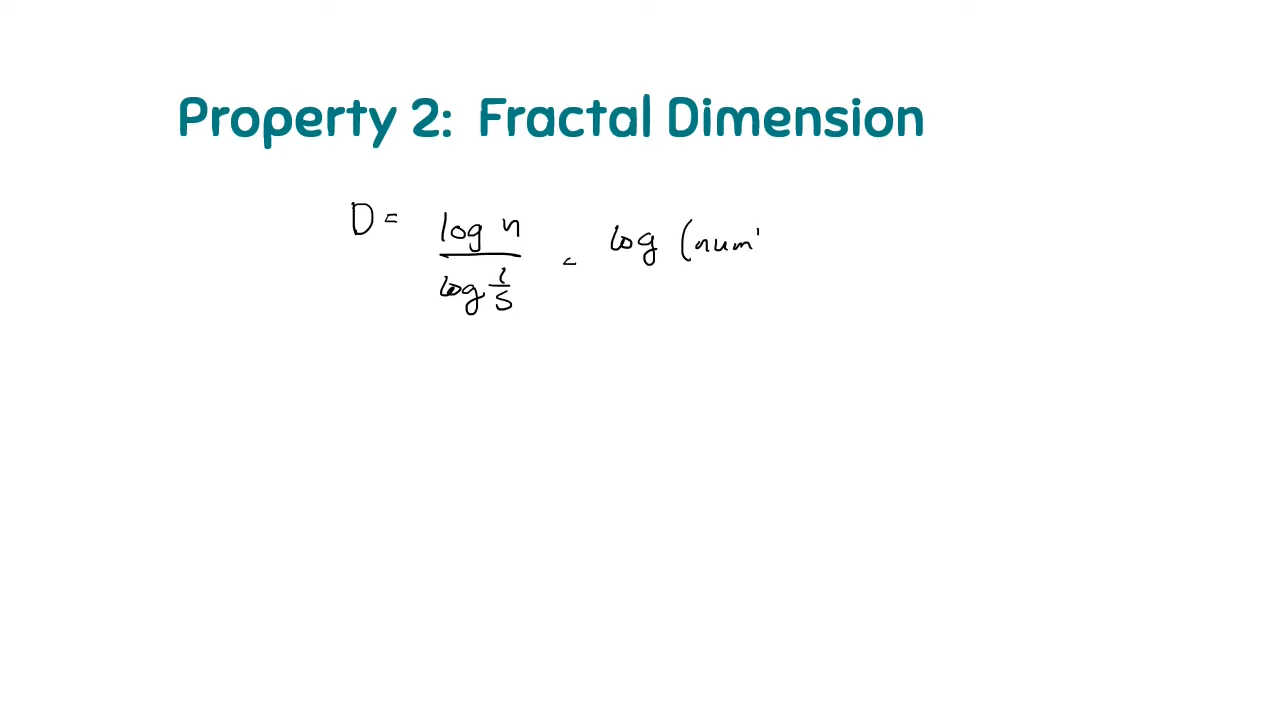 Property 2: Fractal Dimension
D = log n / log 1/s = log (num